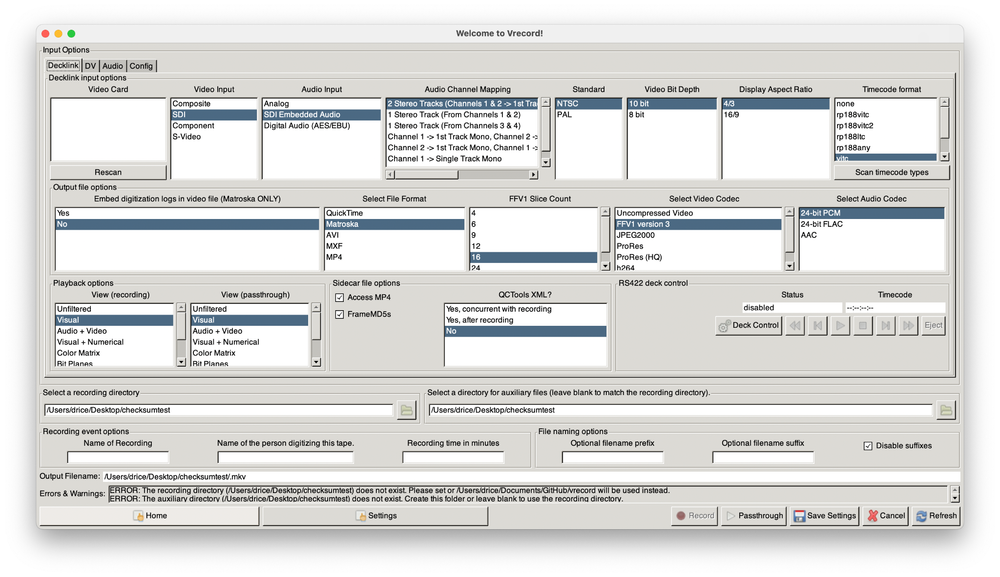 Welcome to Vrecord!
Input Options
Decklink DV Audio Config
Decklink input options
Video Card
Rescan
Video Input
Composite
SDI
Component
S-Video
Audio Input
Analog
SDI Embedded Audio
Digital Audio (AES/EBU)
Audio Channel Mapping
2 Stereo Tracks (Channels 1 & 2 -> 1st Tra
1 Stereo Track (From Channels 1 & 2)
1 Stereo Track (From Channels 3 & 4)
Channel 1 -> 1st Track Mono, Channel 2 ->
Channel 2 -> 1st Track Mono, Channel 1 ->
Channel 1 -> Single Track Mono
Standard
NTSC
PAL
Video Bit Depth
10 bit
8 bit
Display Aspect Ratio
4/3
16/9
Timecode format
none
rp188vitc
rp188vitc2
rp188ltc
rp188any
vitc
Scan timecode types
Output file options
Embed digitization logs in video file (Matroska ONLY)
Yes
No
Select File Format
QuickTime
Matroska
AVI
MXF
MP4
FFV1 Slice Count
4
6
9
12
16
24
Select Video Codec
Uncompressed Video
FFV1 version 3
JPEG2000
ProRes
ProRes (HQ)
h264
Select Audio Codec
24-bit PCM
24-bit FLAC
AAC
Playback options
View (recording)
Unfiltered
Visual
Audio + Video
Visual + Numerical
Color Matrix
Bit Planes
View (passthrough)
Unfiltered
Visual
Audio + Video
Visual + Numerical
Color Matrix
Bit Planes
Sidecar file options
Access MP4
FrameMD5s
QCTools XML?
Yes, concurrent with recording
Yes, after recording
No
RS422 deck control
Status
disabled
Timecode
--:--:--:--
Deck Control
Eject
Select a recording directory
/Users/drice/Desktop/checksumtest
Select a directory for auxiliary files (leave blank to match the recording directory).
/Users/drice/Desktop/checksumtest
Recording event options
Name of Recording
Name of the person digitizing this tape.
Recording time in minutes
File naming options
Optional filename prefix
Optional filename suffix
Disable suffixes
Output Filename: /Users/drice/Desktop/checksumtest/.mkv
Errors & Warnings:
ERROR: The recording directory (/Users/drice/Desktop/checksumtest) does not exist. Please set or /Users/drice/Documents/GitHub/vrecord will be used instead.
ERROR: The auxiliary directory (/Users/drice/Desktop/checksumtest) does not exist. Create this folder or leave blank to use the recording directory.
Home
Settings
Record
Passthrough
Save Settings
Cancel
Refresh